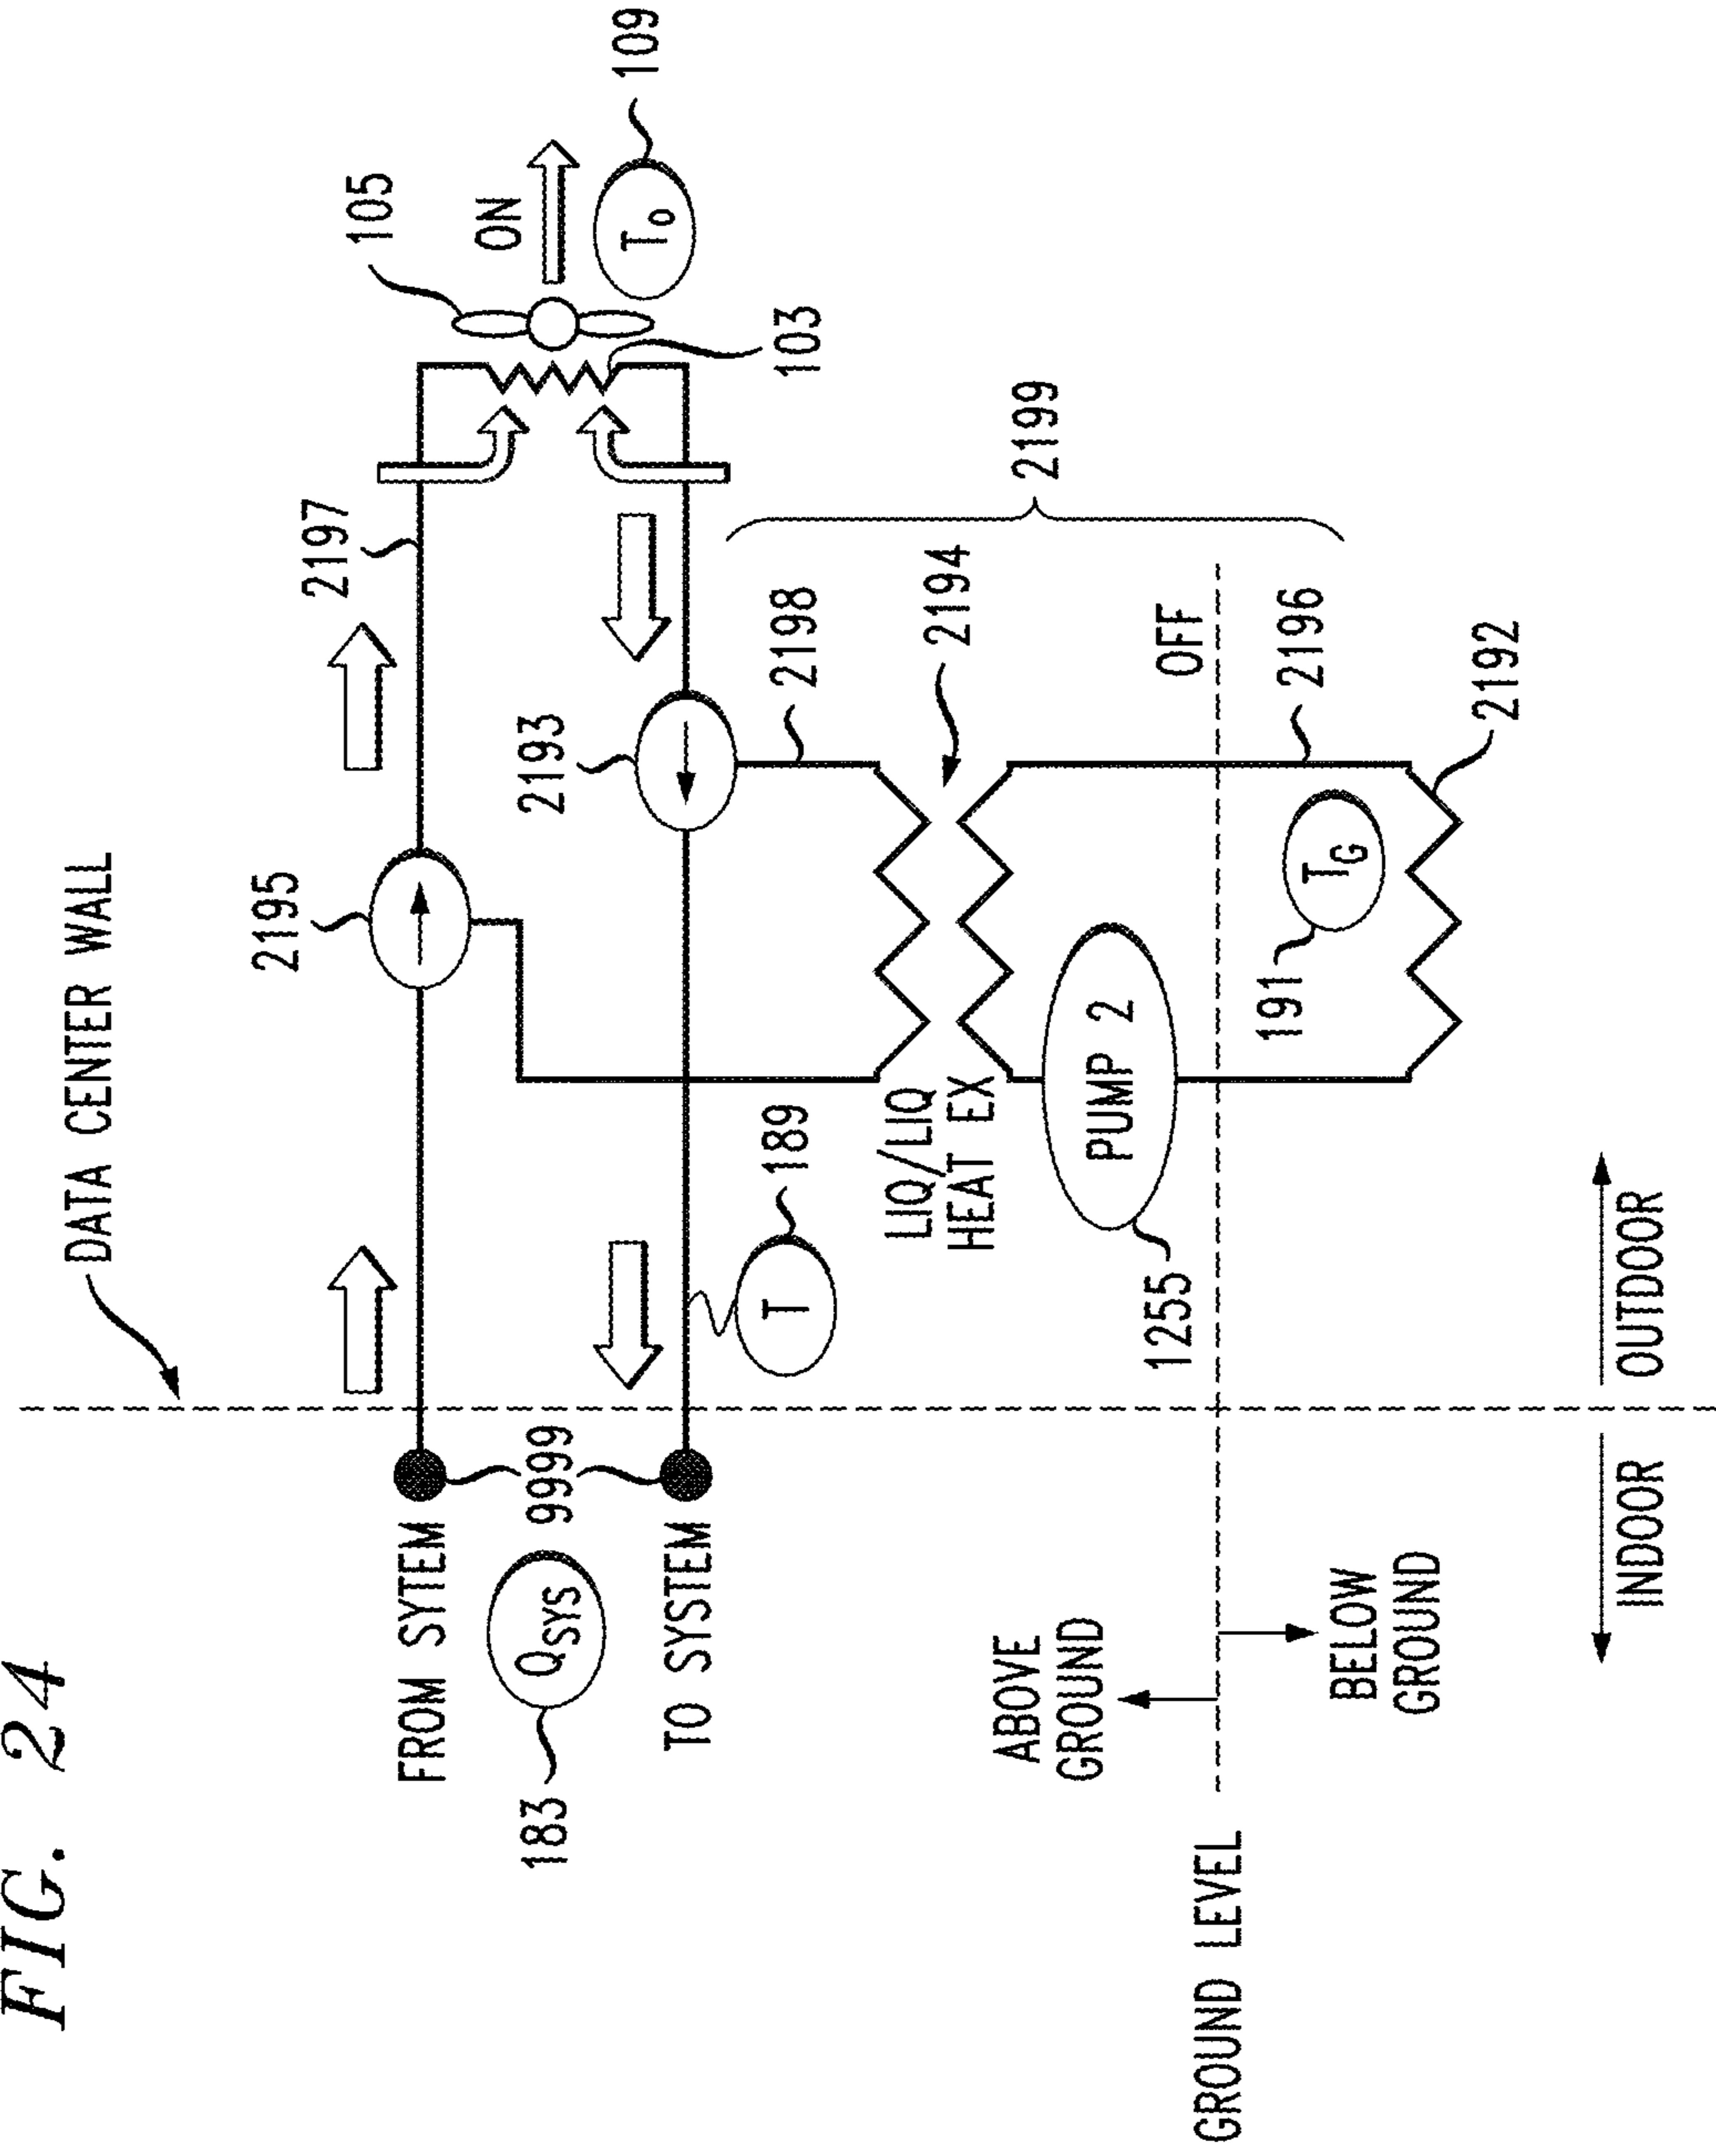 FIG. 24
DATA CENTER WALL
2195
2197
105
ON
109
T₀
FROM SYTEM
183
QSYS
9999
TO SYSTEM
T
189
2193
103
2198
2194
2199
LIQ/LIQ
HEAT EX
ABOVE
GROUND
1255
PUMP 2
OFF
GROUND LEVEL
BELOW
GROUND
191
TG
2196
2192
INDOOR
OUTDOOR